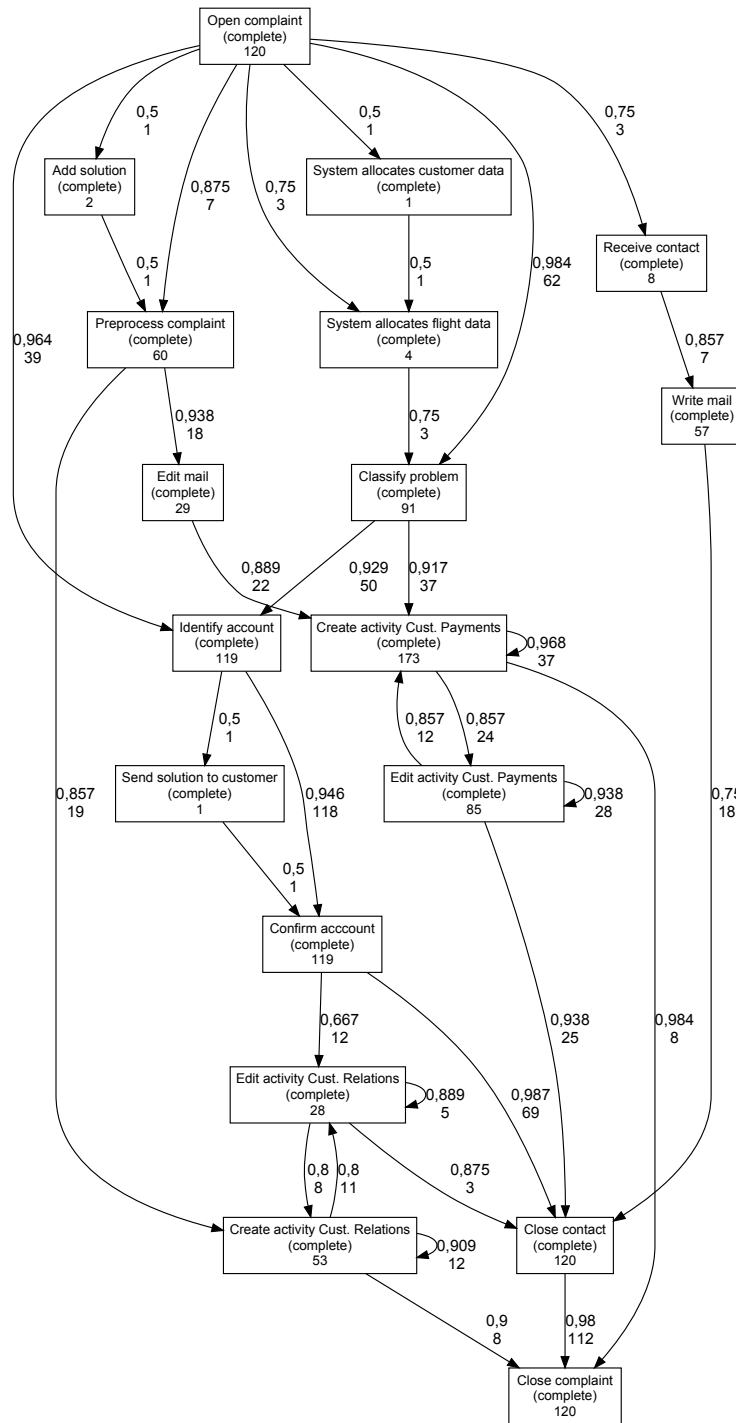 Open complaint
(complete)
120
0,5
1
0,5
1
0,75
3
Add solution
(complete)
2
0,875
7
0,75
3
System allocates customer data
(complete)
1
Receive contact
(complete)
8
0,984
62
0,5
1
0,5
1
0,964
39
Preprocess complaint
(complete)
60
System allocates flight data
(complete)
4
0,857
7
Write mail
(complete)
57
0,938
18
0,75
3
Edit mail
(complete)
29
Classify problem
(complete)
91
0,889
22
0,929
50
0,917
37
Identify account
(complete)
119
Create activity Cust. Payments
(complete)
173
0,968
37
0,5
1
0,857
12
0,857
24
0,857
19
Send solution to customer
(complete)
1
0,946
118
Edit activity Cust. Payments
(complete)
85
0,938
28
18
0,5
1
Confirm acccount
(complete)
119
0,667
12
0,938
25
0,984
8
Edit activity Cust. Relations
(complete)
28
0,889
5
0,987
69
0,8
8
0,8
11
0,875
3
Create activity Cust. Relations
(complete)
53
0,909
12
Close contact
(complete)
120
0,9
8
0,98
112
Close complaint
(complete)
120